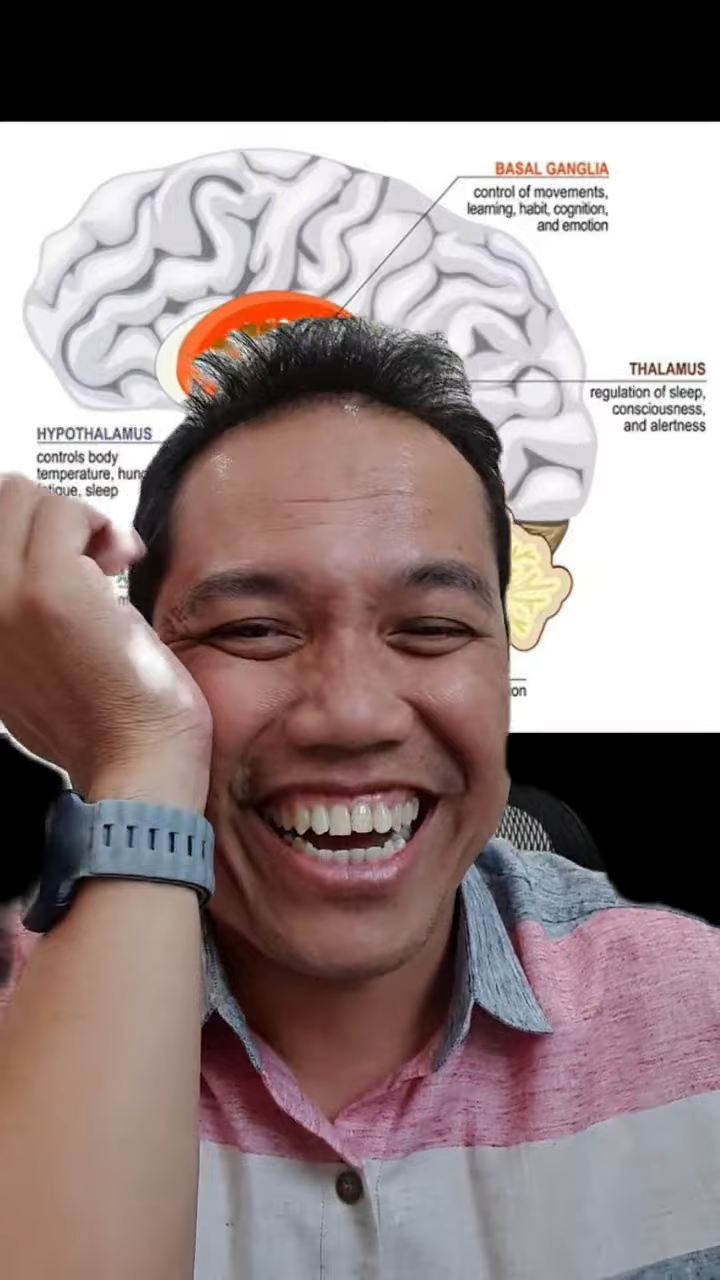 BASAL GANGLIA
control of movements,
learning, habit, cognition,
and emotion
THALAMUS
regulation of sleep,
consciousness,
and alertness
HYPOTHALAMUS
controls body
temperature,
sleep